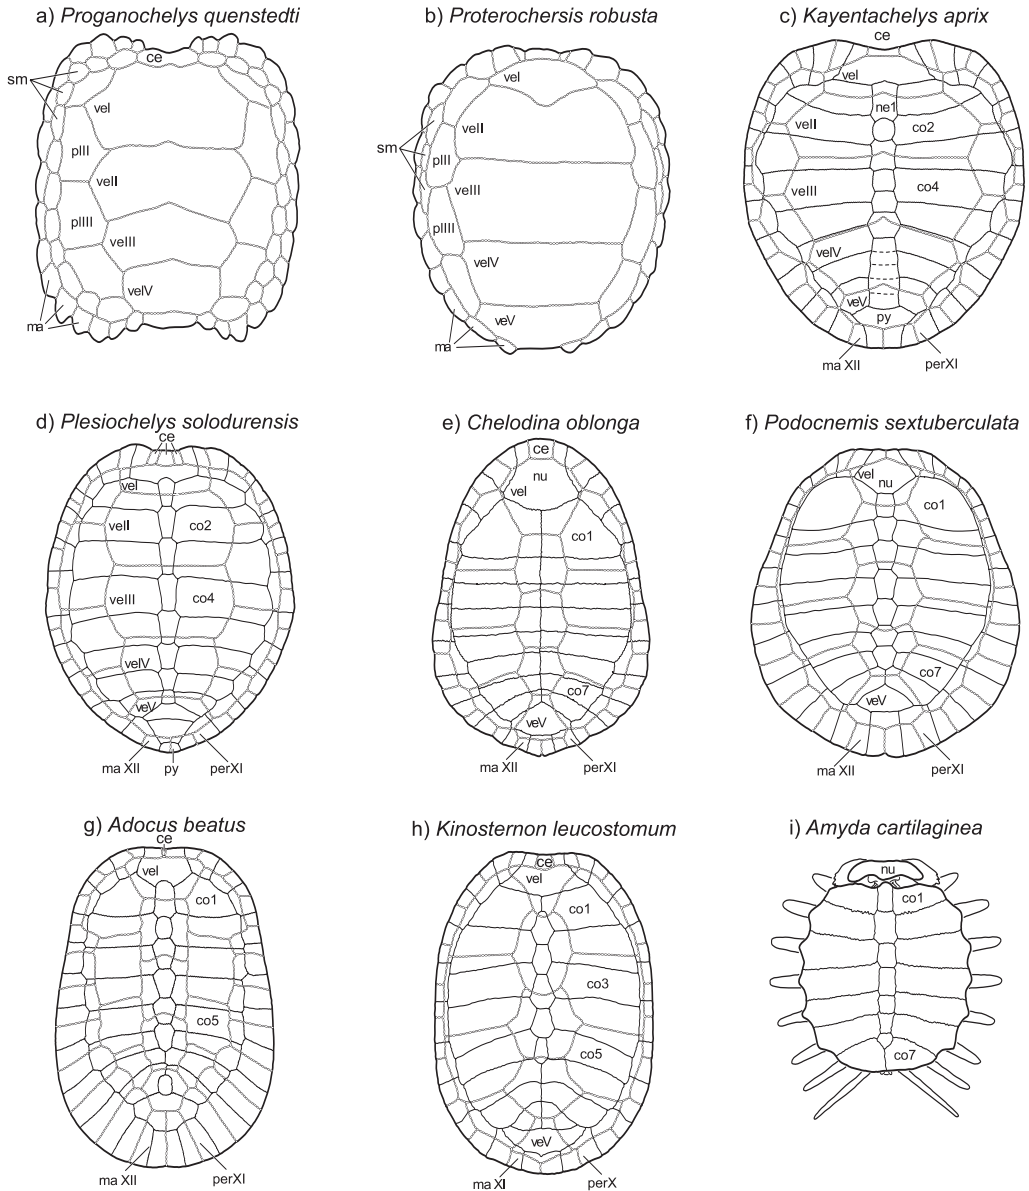 a) Proganochelys quenstedti
b) Proterochersis robusta
c) Kayentachelys aprix
ce
sm
veI
plII
veII
plIII
veIII
veIV
ma
veI
veII
sm
plII
veIII
plIII
veIV
veV
ma
ce
veI
ne1
veII
co2
veIII
co4
veIV
veV
py
ma XII
perXI
d) Plesiochelys solodurensis
e) Chelodina oblonga
f) Podocnemis sextuberculata
ce
veI
veII
co2
veIII
co4
veIV
veV
ma XII
py
perXI
ce
nu
veI
co1
co7
veV
ma XII
perXI
veI
nu
co1
co7
veV
ma XII
perXI
g) Adocus beatus
h) Kinosternon leucostomum
i) Amyda cartilaginea
ce
veI
co1
co5
ma XII
perXI
ce
veI
co1
co3
co5
veV
ma XI
perX
nu
co1
co7